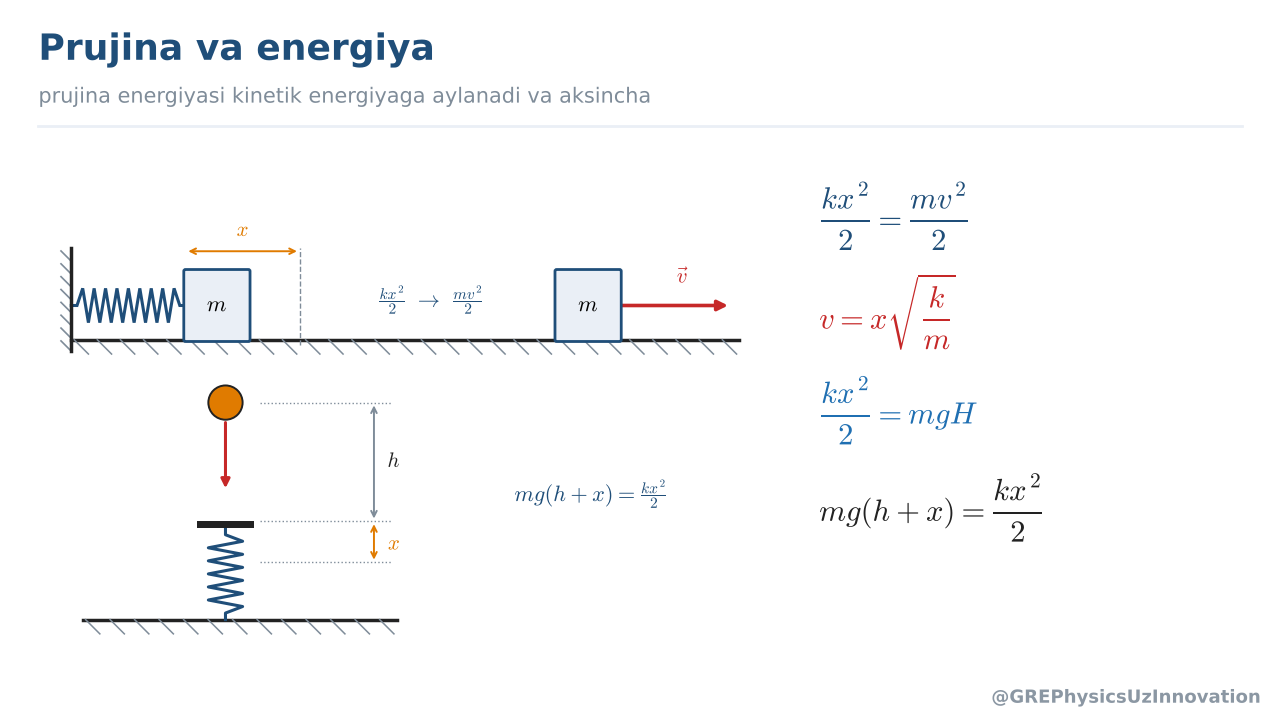 Prujina va energiya
prujina energiyasi kinetik energiyaga aylanadi va aksincha
x
m
kx²/2 → mv²/2
m
v⃗
h
x
mg(h + x) = kx²/2
kx²/2 = mv²/2
v = x√(k/m)
kx²/2 = mgH
mg(h + x) = kx²/2
@GREPhysicsUzInnovation